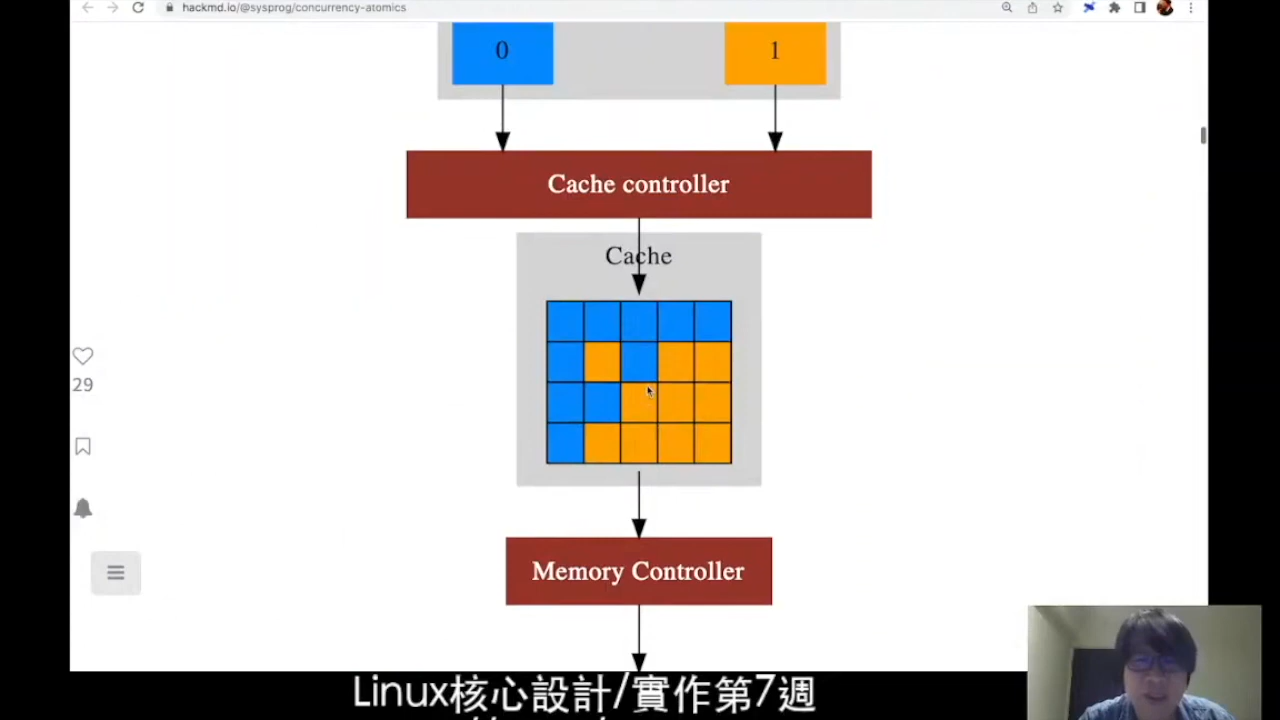 hackmd.io/@sysprog/concurrency-atomics
0
1
Cache controller
Cache
29
Memory Controller
Linux核心設計/實作第7週